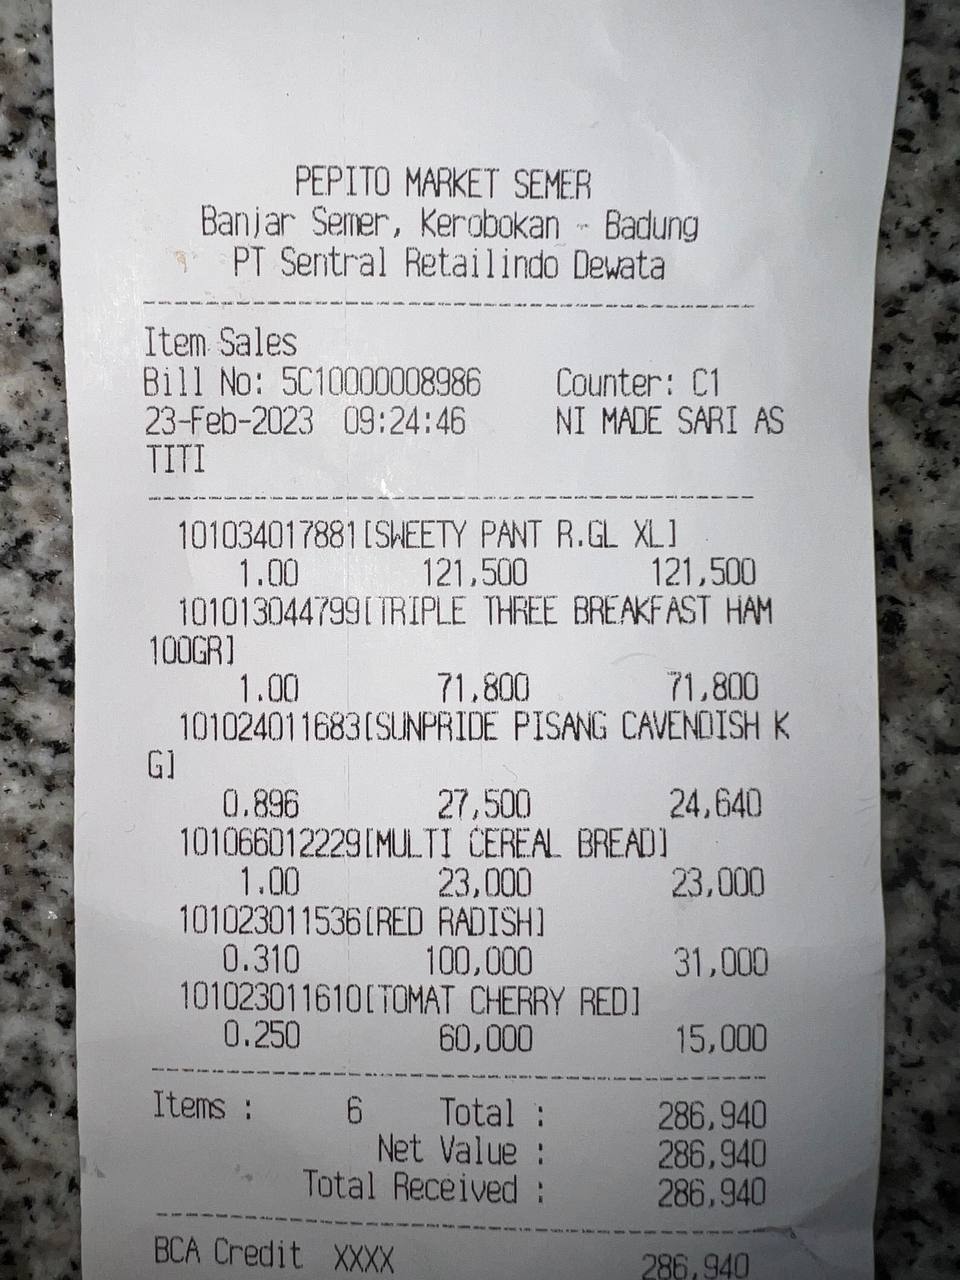 PEPITO MARKET SEMER
Banjar Semer, Kerobokan - Badung
PT Sentral Retailindo Dewata
Item Sales
Bill No: 5C10000008986 Counter: C1
23-Feb-2023 09:24:46 NI MADE SARI AS
TITI
101034017881[SWEETY PANT R.GL XL]
1.00 121,500 121,500
101013044799[TRIPLE THREE BREAKFAST HAM
100GR]
1.00 71,800 71,800
101024011683[SUNPRIDE PISANG CAVENDISH K
G]
0.896 27,500 24,640
101066012229[MULTI CEREAL BREAD]
1.00 23,000 23,000
101023011536[RED RADISH]
0.310 100,000 31,000
101023011610[TOMAT CHERRY RED]
0.250 60,000 15,000
Items : 6 Total : 286,940
Net Value : 286,940
Total Received : 286,940
BCA Credit XXXX 286,940